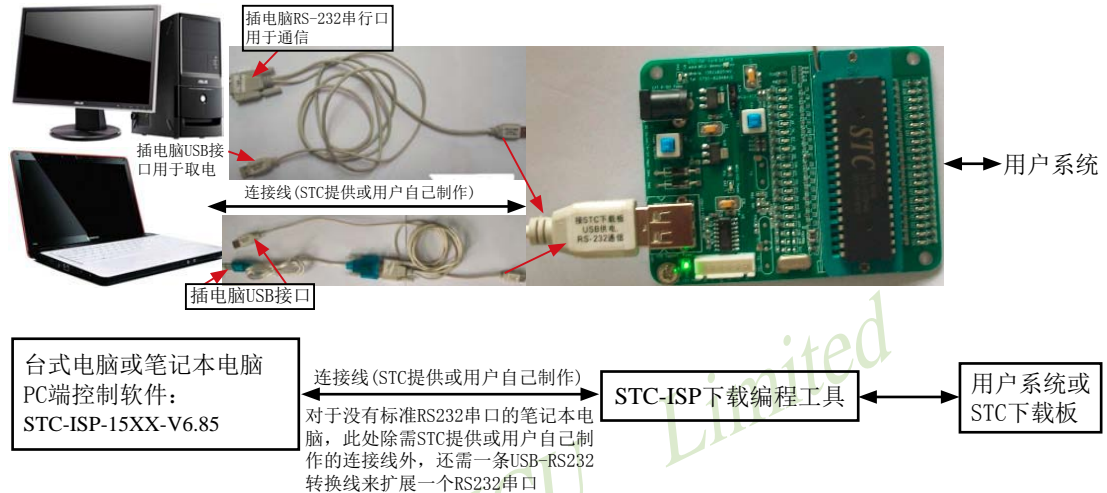 插电脑RS-232串行口
用于通信
插电脑USB接
口用于取电
连接线(STC提供或用户自己制作)
STC
用户系统
接STC下载板
USB供电
RS-232通信
插电脑USB接口
台式电脑或笔记本电脑
PC端控制软件:
STC-ISP-15XX-V6.85
连接线(STC提供或用户自己制作)
对于没有标准RS232串口的笔记本电
脑，此处除需STC提供或用户自己制
作的连接线外，还需一条USB-RS232
转换线来扩展一个RS232串口
STC-ISP下载编程工具
用户系统或
STC下载板
Limited